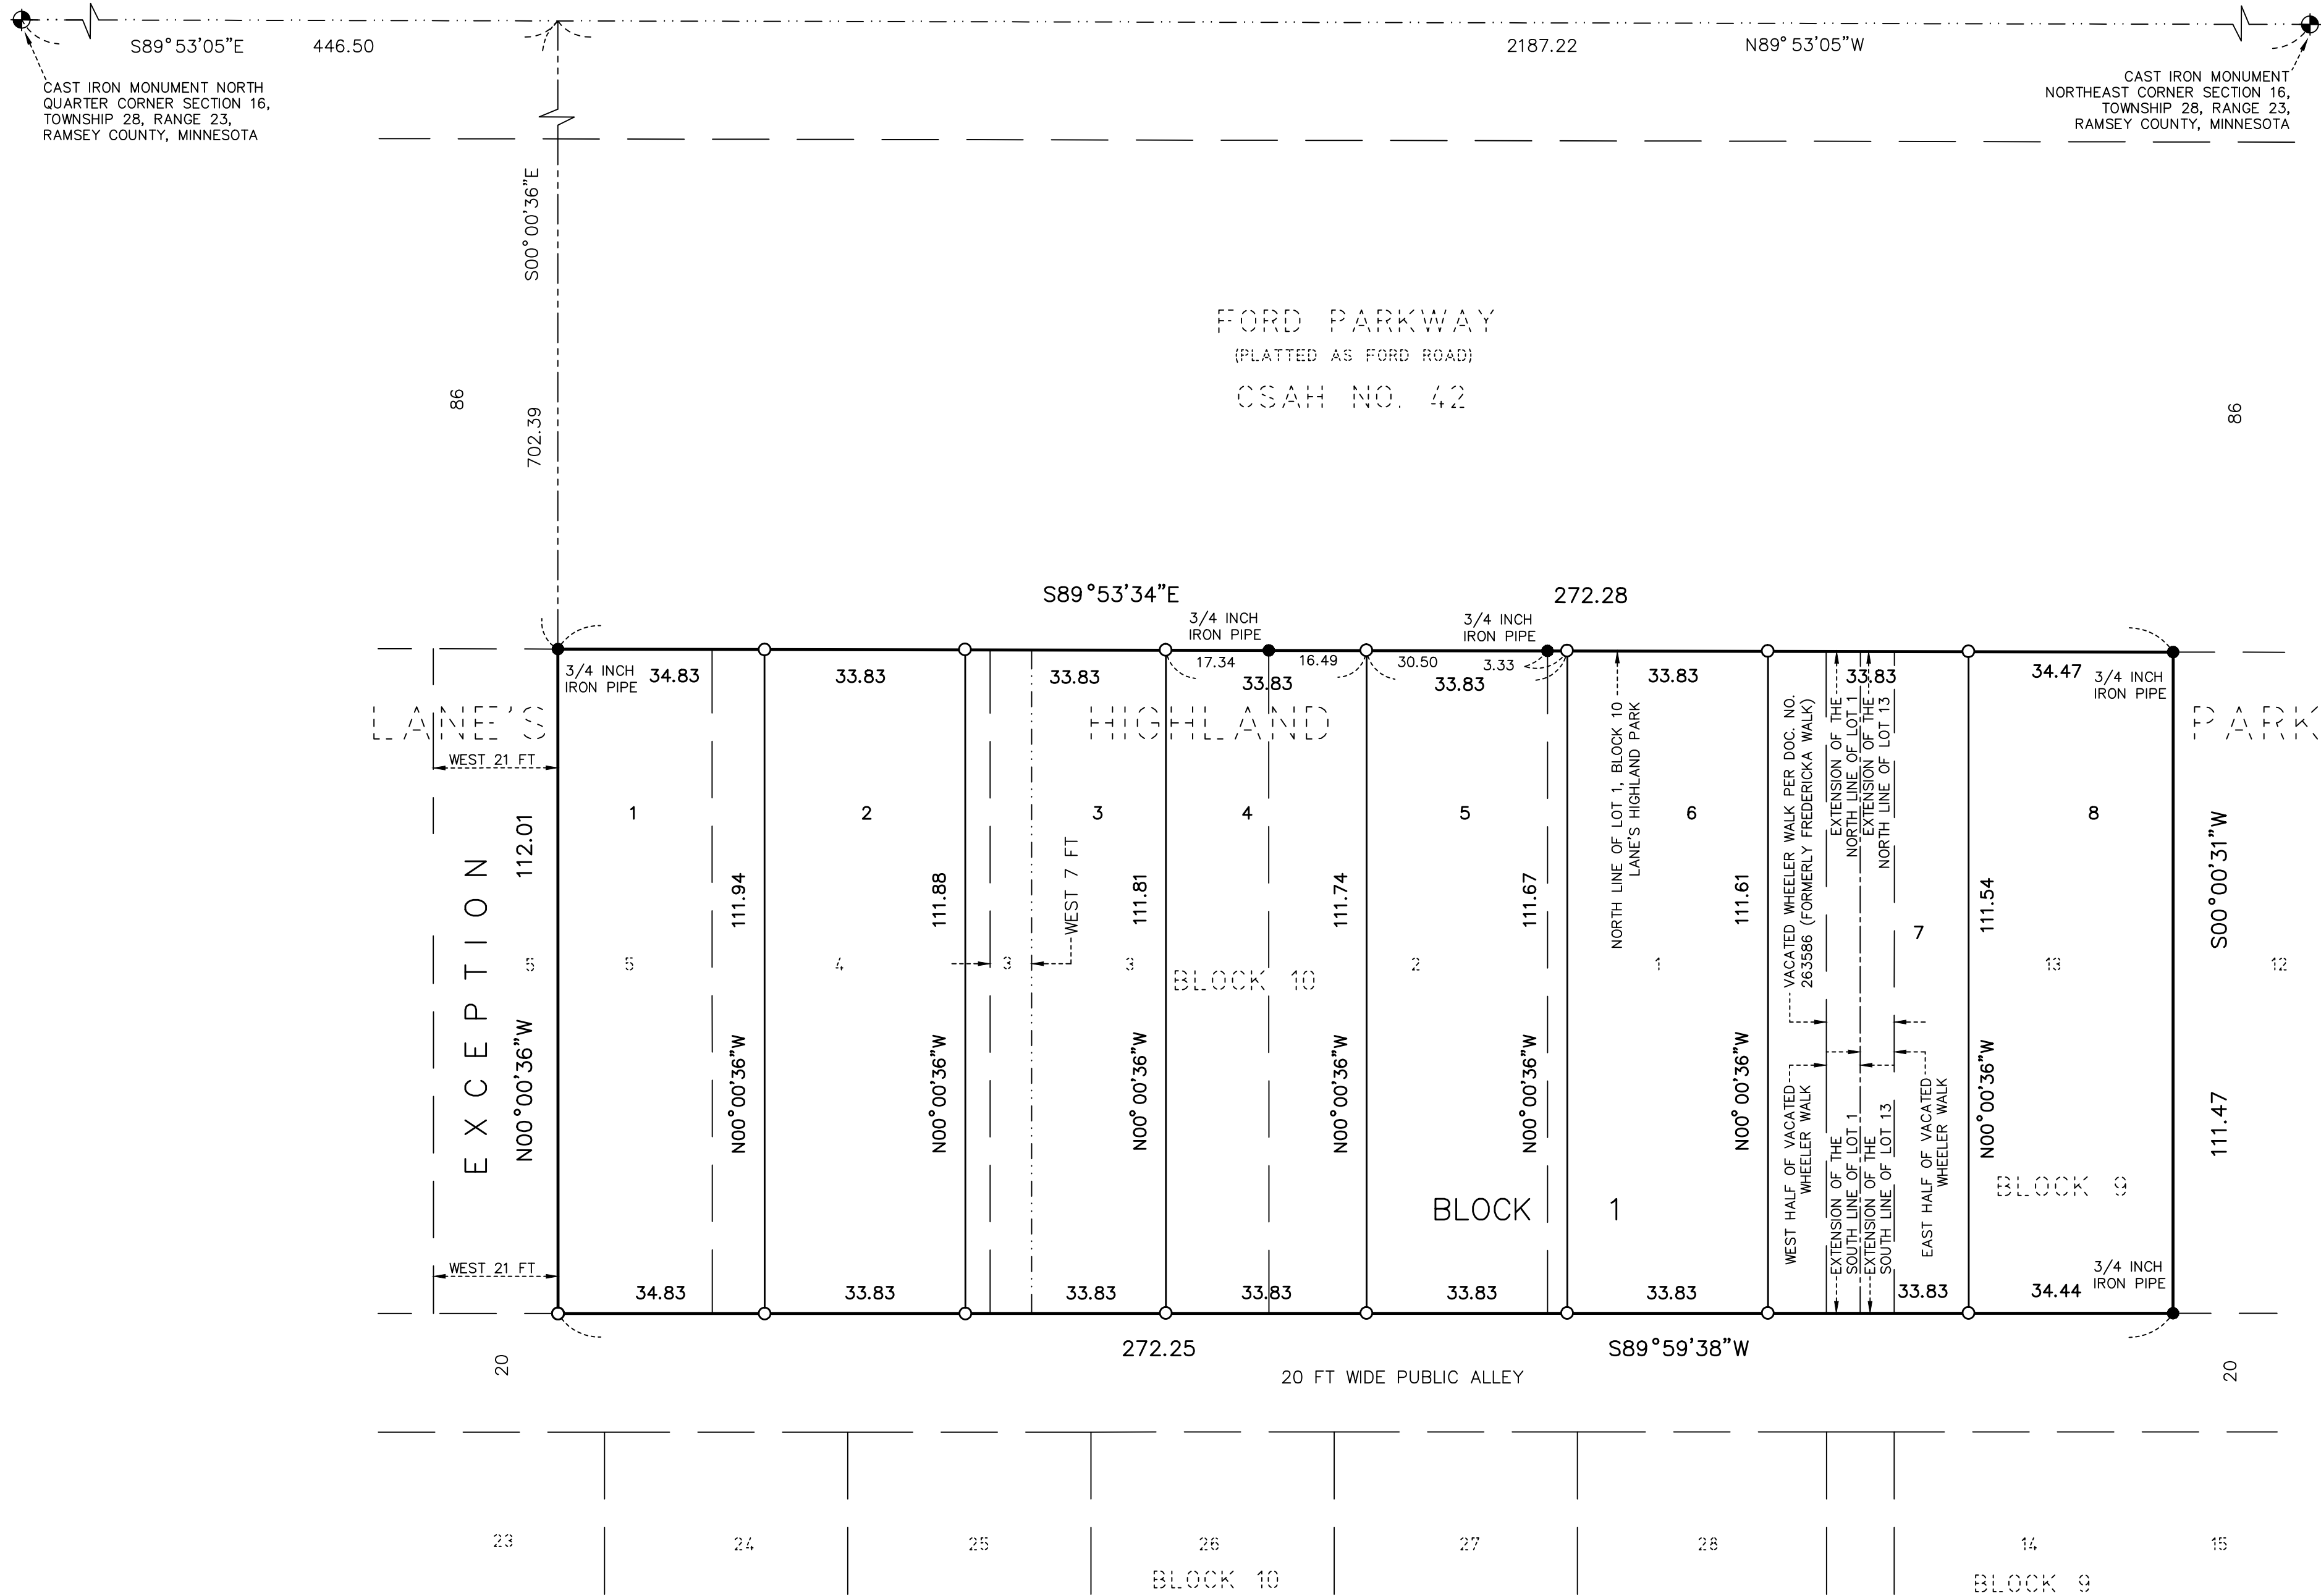 S89°53'05"E 446.50 2187.22 N89°53'05"W
CAST IRON MONUMENT NORTH
QUARTER CORNER SECTION 16,
TOWNSHIP 28, RANGE 23,
RAMSEY COUNTY, MINNESOTA
CAST IRON MONUMENT
NORTHEAST CORNER SECTION 16,
TOWNSHIP 28, RANGE 23,
RAMSEY COUNTY, MINNESOTA
S00°00'36"E
702.39
86
86
FORD PARKWAY
(PLATTED AS FORD ROAD)
CSAH NO. 42
S89°53'34"E 272.28
3/4 INCH
IRON PIPE
3/4 INCH
IRON PIPE
3/4 INCH
IRON PIPE
3/4 INCH
IRON PIPE
17.34 16.49 30.50 3.33
34.83 33.83 33.83 33.83 33.83 33.83 33.83 34.47
LANE'S HIGHLAND PARK
WEST 21 FT
EXCEPTION
112.01
N00°00'36"W
1 2 3 4 5 6 7 8
111.94
N00°00'36"W
111.88
N00°00'36"W
WEST 7 FT
111.81
N00°00'36"W
111.74
N00°00'36"W
111.67
N00°00'36"W
NORTH LINE OF LOT 1, BLOCK 10
LANE'S HIGHLAND PARK
111.61
N00°00'36"W
VACATED WHEELER WALK PER DOC. NO.
263586 (FORMERLY FREDERICKA WALK)
EXTENSION OF THE
NORTH LINE OF LOT 1
EXTENSION OF THE
NORTH LINE OF LOT 13
111.54
N00°00'36"W
S00°00'31"W
111.47
5 5 4 3 3 2 1 13 12
BLOCK 10
WEST HALF OF VACATED
WHEELER WALK
EXTENSION OF THE
SOUTH LINE OF LOT 1
EXTENSION OF THE
SOUTH LINE OF LOT 13
EAST HALF OF VACATED
WHEELER WALK
BLOCK 9
BLOCK 1
WEST 21 FT
3/4 INCH
IRON PIPE
34.83 33.83 33.83 33.83 33.83 33.83 33.83 34.44
272.25 S89°59'38"W
20
20 FT WIDE PUBLIC ALLEY
20
23 24 25 26 27 28 14 15
BLOCK 10 BLOCK 9